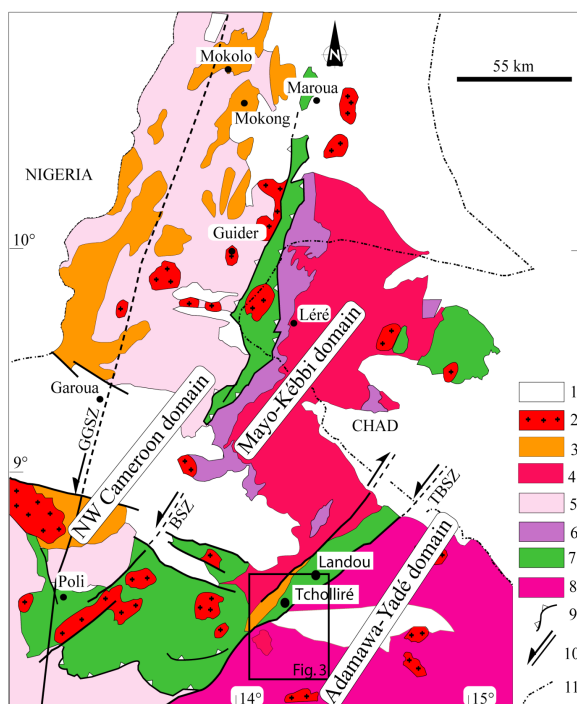 Mokolo
N
55 km
Maroua
Mokong
NIGERIA
10°
Guider
Léré
Mayo-Kébbi domain
Garoua
GGSZ
NW Cameroon domain
CHAD
9°
BSZ
TBSZ
Poli
Landou
Tcholliré
Fig. 3
Adamawa-Yadé domain
14°
15°
1
2
3
4
5
6
7
8
9
10
11